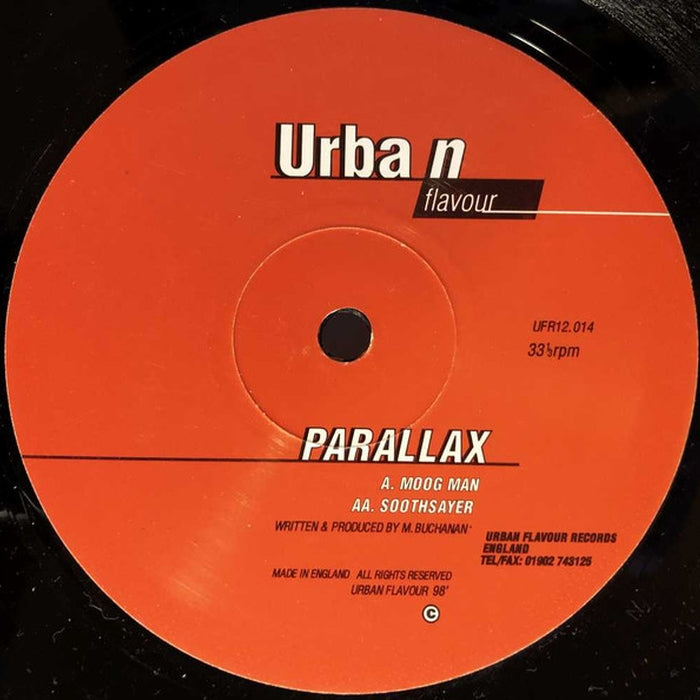 Urban
flavour
UFR12.014
33⅓rpm
PARALLAX
A. MOOG MAN
AA. SOOTHSAYER
WRITTEN & PRODUCED BY M.BUCHANAN
URBAN FLAVOUR RECORDS
ENGLAND
TEL/FAX: 01902 743125
MADE IN ENGLAND ALL RIGHTS RESERVED
URBAN FLAVOUR 98'
©